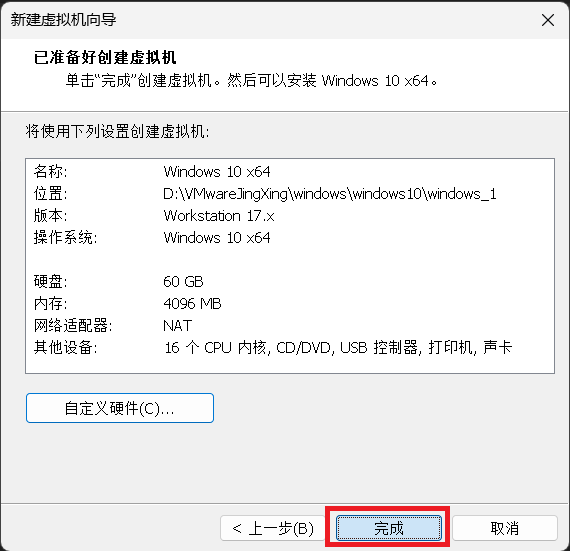 新建虚拟机向导
已准备好创建虚拟机
单击“完成”创建虚拟机。然后可以安装 Windows 10 x64。
将使用下列设置创建虚拟机:
名称: Windows 10 x64
位置: D:\VMwareJingXing\windows\windows10\windows_1
版本: Workstation 17.x
操作系统: Windows 10 x64
硬盘: 60 GB
内存: 4096 MB
网络适配器: NAT
其他设备: 16 个 CPU 内核, CD/DVD, USB 控制器, 打印机, 声卡
自定义硬件(C)...
< 上一步(B) 完成 取消